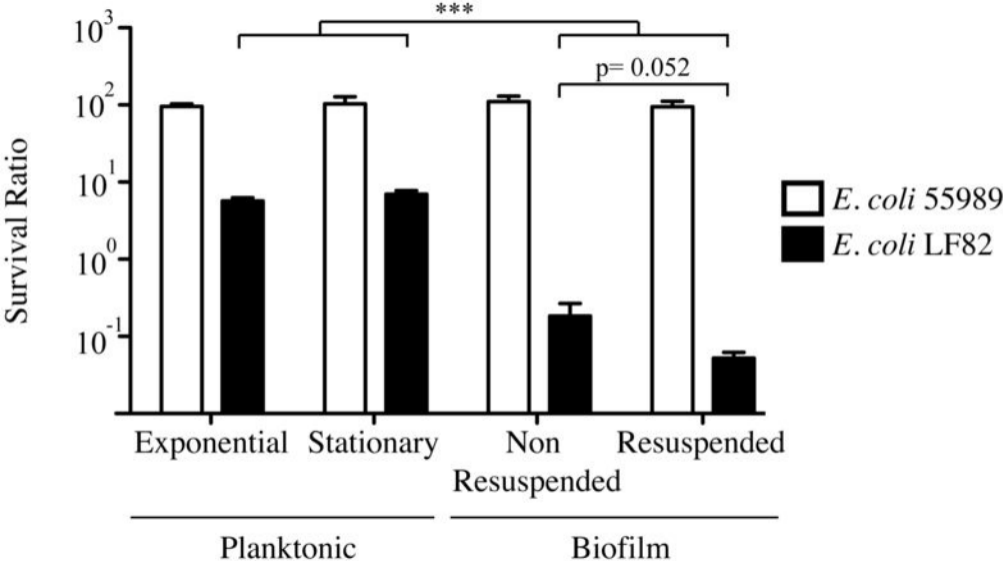 ***
p= 0.052
Survival Ratio
10³
10²
10¹
10⁰
10⁻¹
E. coli 55989
E. coli LF82
Exponential
Stationary
Non
Resuspended
Resuspended
Planktonic
Biofilm